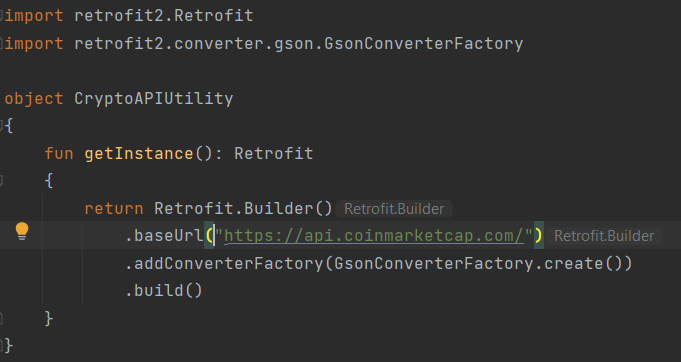 import retrofit2.Retrofit
import retrofit2.converter.gson.GsonConverterFactory
object CryptoAPIUtility
{
fun getInstance(): Retrofit
{
return Retrofit.Builder() Retrofit.Builder
.baseUrl("https://api.coinmarketcap.com/") Retrofit.Builder
.addConverterFactory(GsonConverterFactory.create())
.build()
}
}